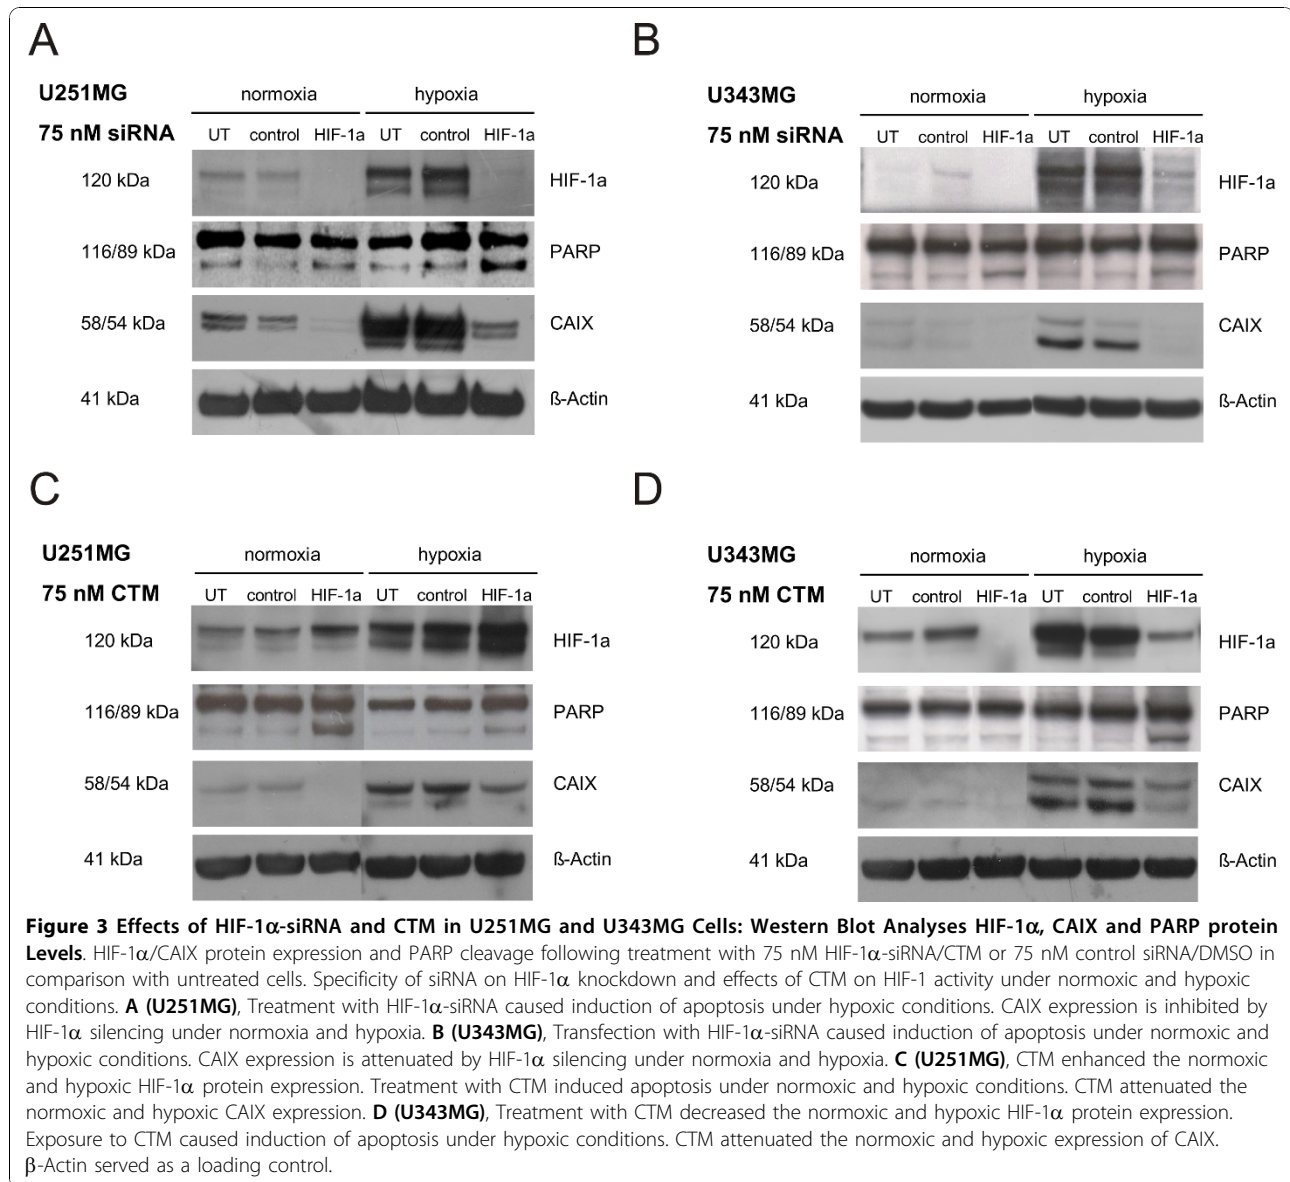 A
U251MG
normoxia hypoxia
75 nM siRNA UT control HIF-1a UT control HIF-1a
120 kDa HIF-1a
116/89 kDa PARP
58/54 kDa CAIX
41 kDa ß-Actin
B
U343MG
normoxia hypoxia
75 nM siRNA UT control HIF-1a UT control HIF-1a
120 kDa HIF-1a
116/89 kDa PARP
58/54 kDa CAIX
41 kDa ß-Actin
C
U251MG
normoxia hypoxia
75 nM CTM UT control HIF-1a UT control HIF-1a
120 kDa HIF-1a
116/89 kDa PARP
58/54 kDa CAIX
41 kDa ß-Actin
D
U343MG
normoxia hypoxia
75 nM CTM UT control HIF-1a UT control HIF-1a
120 kDa HIF-1a
116/89 kDa PARP
58/54 kDa CAIX
41 kDa ß-Actin
Figure 3 Effects of HIF-1α-siRNA and CTM in U251MG and U343MG Cells: Western Blot Analyses HIF-1α, CAIX and PARP protein
Levels. HIF-1α/CAIX protein expression and PARP cleavage following treatment with 75 nM HIF-1α-siRNA/CTM or 75 nM control siRNA/DMSO in
comparison with untreated cells. Specificity of siRNA on HIF-1α knockdown and effects of CTM on HIF-1 activity under normoxic and hypoxic
conditions. A (U251MG), Treatment with HIF-1α-siRNA caused induction of apoptosis under hypoxic conditions. CAIX expression is inhibited by
HIF-1α silencing under normoxia and hypoxia. B (U343MG), Transfection with HIF-1α-siRNA caused induction of apoptosis under normoxic and
hypoxic conditions. CAIX expression is attenuated by HIF-1α silencing under normoxia and hypoxia. C (U251MG), CTM enhanced the normoxic
and hypoxic HIF-1α protein expression. Treatment with CTM induced apoptosis under normoxic and hypoxic conditions. CTM attenuated the
normoxic and hypoxic CAIX expression. D (U343MG), Treatment with CTM decreased the normoxic and hypoxic HIF-1α protein expression.
Exposure to CTM caused induction of apoptosis under hypoxic conditions. CTM attenuated the normoxic and hypoxic expression of CAIX.
β-Actin served as a loading control.